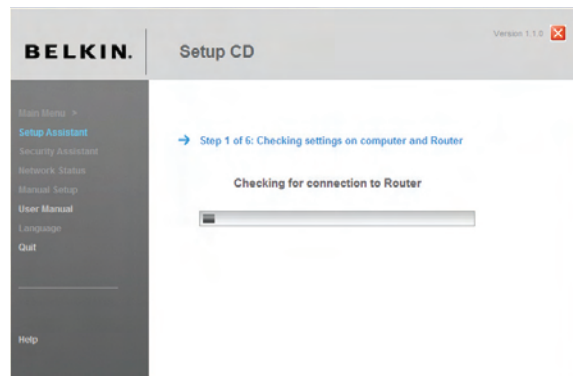 BELKIN.
Setup CD
Version 1.1.0
Main Menu >
Setup Assistant
Security Assistant
Network Status
Manual Setup
User Manual
Language
Quit
Help
Step 1 of 6: Checking settings on computer and Router
Checking for connection to Router